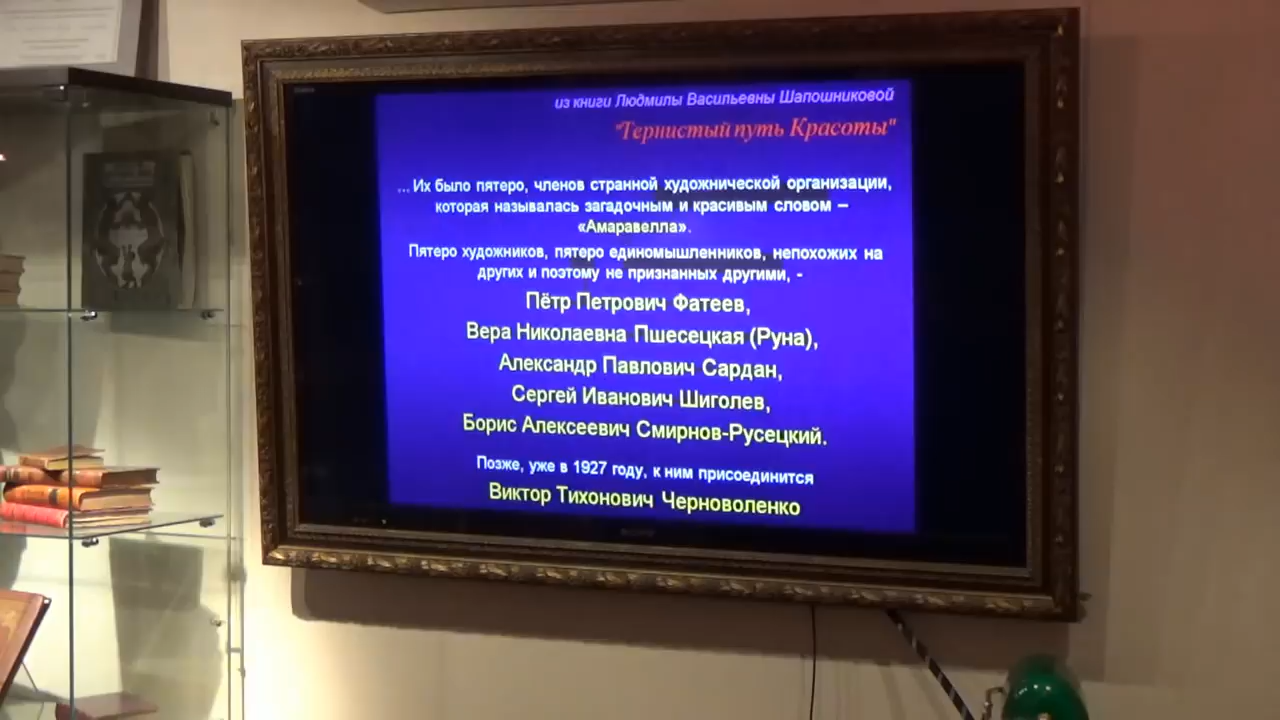 из книги Людмилы Васильевны Шапошниковой
"Тернистый путь Красоты"
... Их было пятеро, членов странной художнической организации,
которая называлась загадочным и красивым словом –
«Амаравелла».
Пятеро художников, пятеро единомышленников, непохожих на
других и поэтому не признанных другими, -
Пётр Петрович Фатеев,
Вера Николаевна Пшесецкая (Руна),
Александр Павлович Сардан,
Сергей Иванович Шиголев,
Борис Алексеевич Смирнов-Русецкий.
Позже, уже в 1927 году, к ним присоединится
Виктор Тихонович Черноволенко